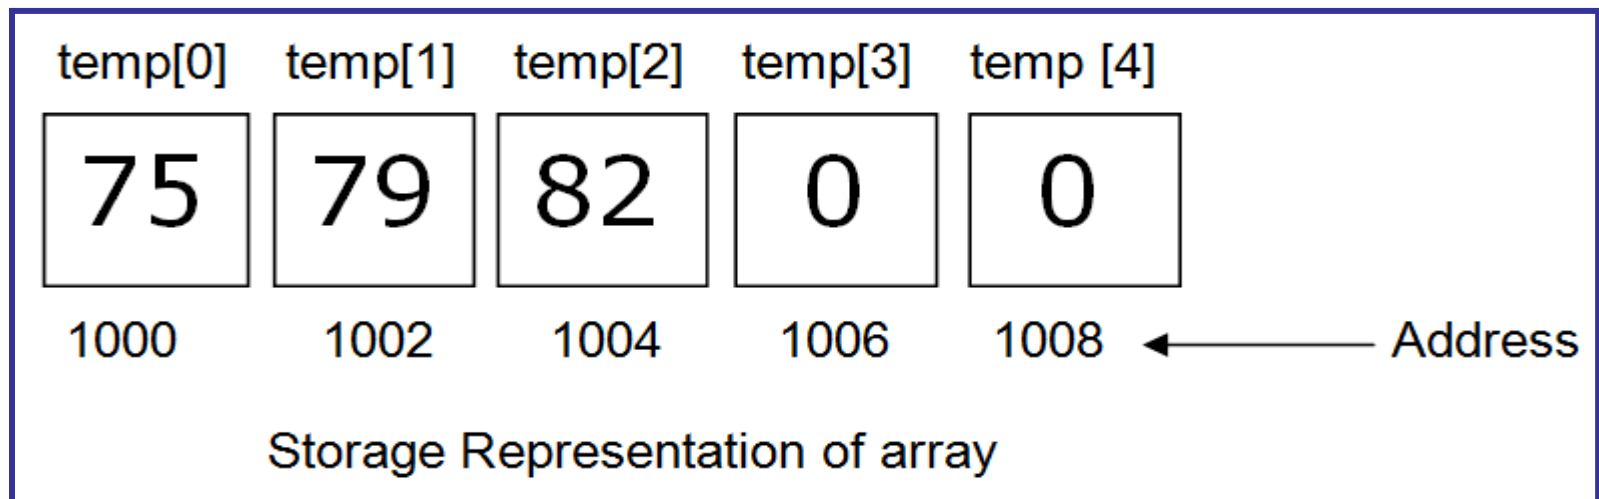 temp[0] temp[1] temp[2] temp[3] temp [4]
75 79 82 0 0
1000 1002 1004 1006 1008 Address
Storage Representation of array